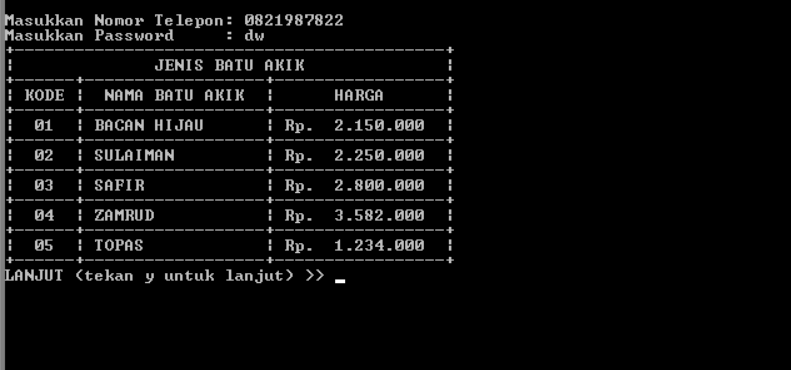 Masukkan Nomor Telepon: 0821987822
Masukkan Password     : dw
JENIS BATU AKIK
KODE | NAMA BATU AKIK | HARGA
01 | BACAN HIJAU | Rp. 2.150.000
02 | SULAIMAN | Rp. 2.250.000
03 | SAFIR | Rp. 2.800.000
04 | ZAMRUD | Rp. 3.582.000
05 | TOPAS | Rp. 1.234.000
LANJUT (tekan y untuk lanjut) >> _